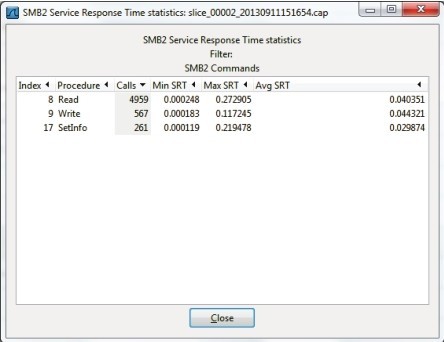 SMB2 Service Response Time statistics: slice_00002_20130911151654.cap
SMB2 Service Response Time statistics
Filter:
SMB2 Commands
Index Procedure Calls Min SRT Max SRT Avg SRT
8 Read 4959 0.000248 0.272905 0.040351
9 Write 567 0.000183 0.117245 0.044321
17 SetInfo 261 0.000119 0.219478 0.029874
Close